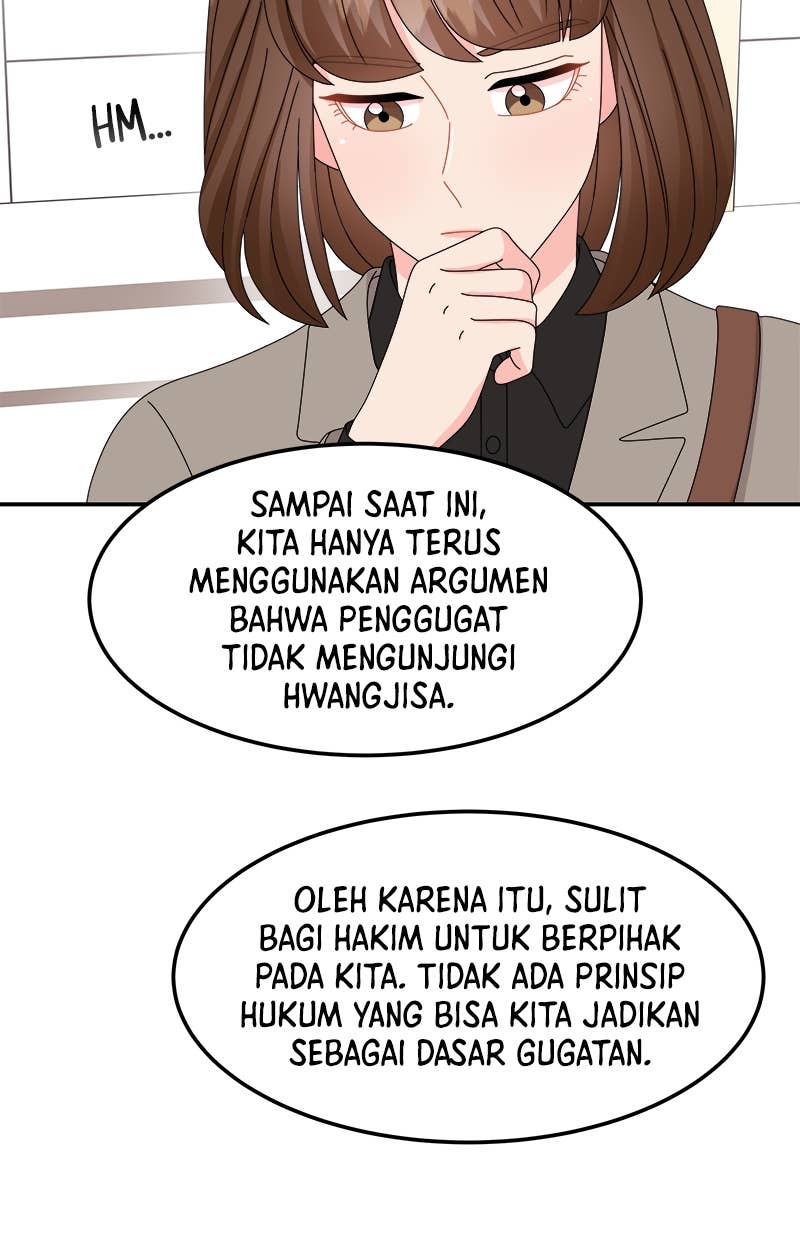 HM...
SAMPAI SAAT INI,
KITA HANYA TERUS
MENGGUNAKAN ARGUMEN
BAHWA PENGGUGAT
TIDAK MENGUNJUNGI
HWANGJISA.
OLEH KARENA ITU, SULIT
BAGI HAKIM UNTUK BERPIHAK
PADA KITA. TIDAK ADA PRINSIP
HUKUM YANG BISA KITA JADIKAN
SEBAGAI DASAR GUGATAN.